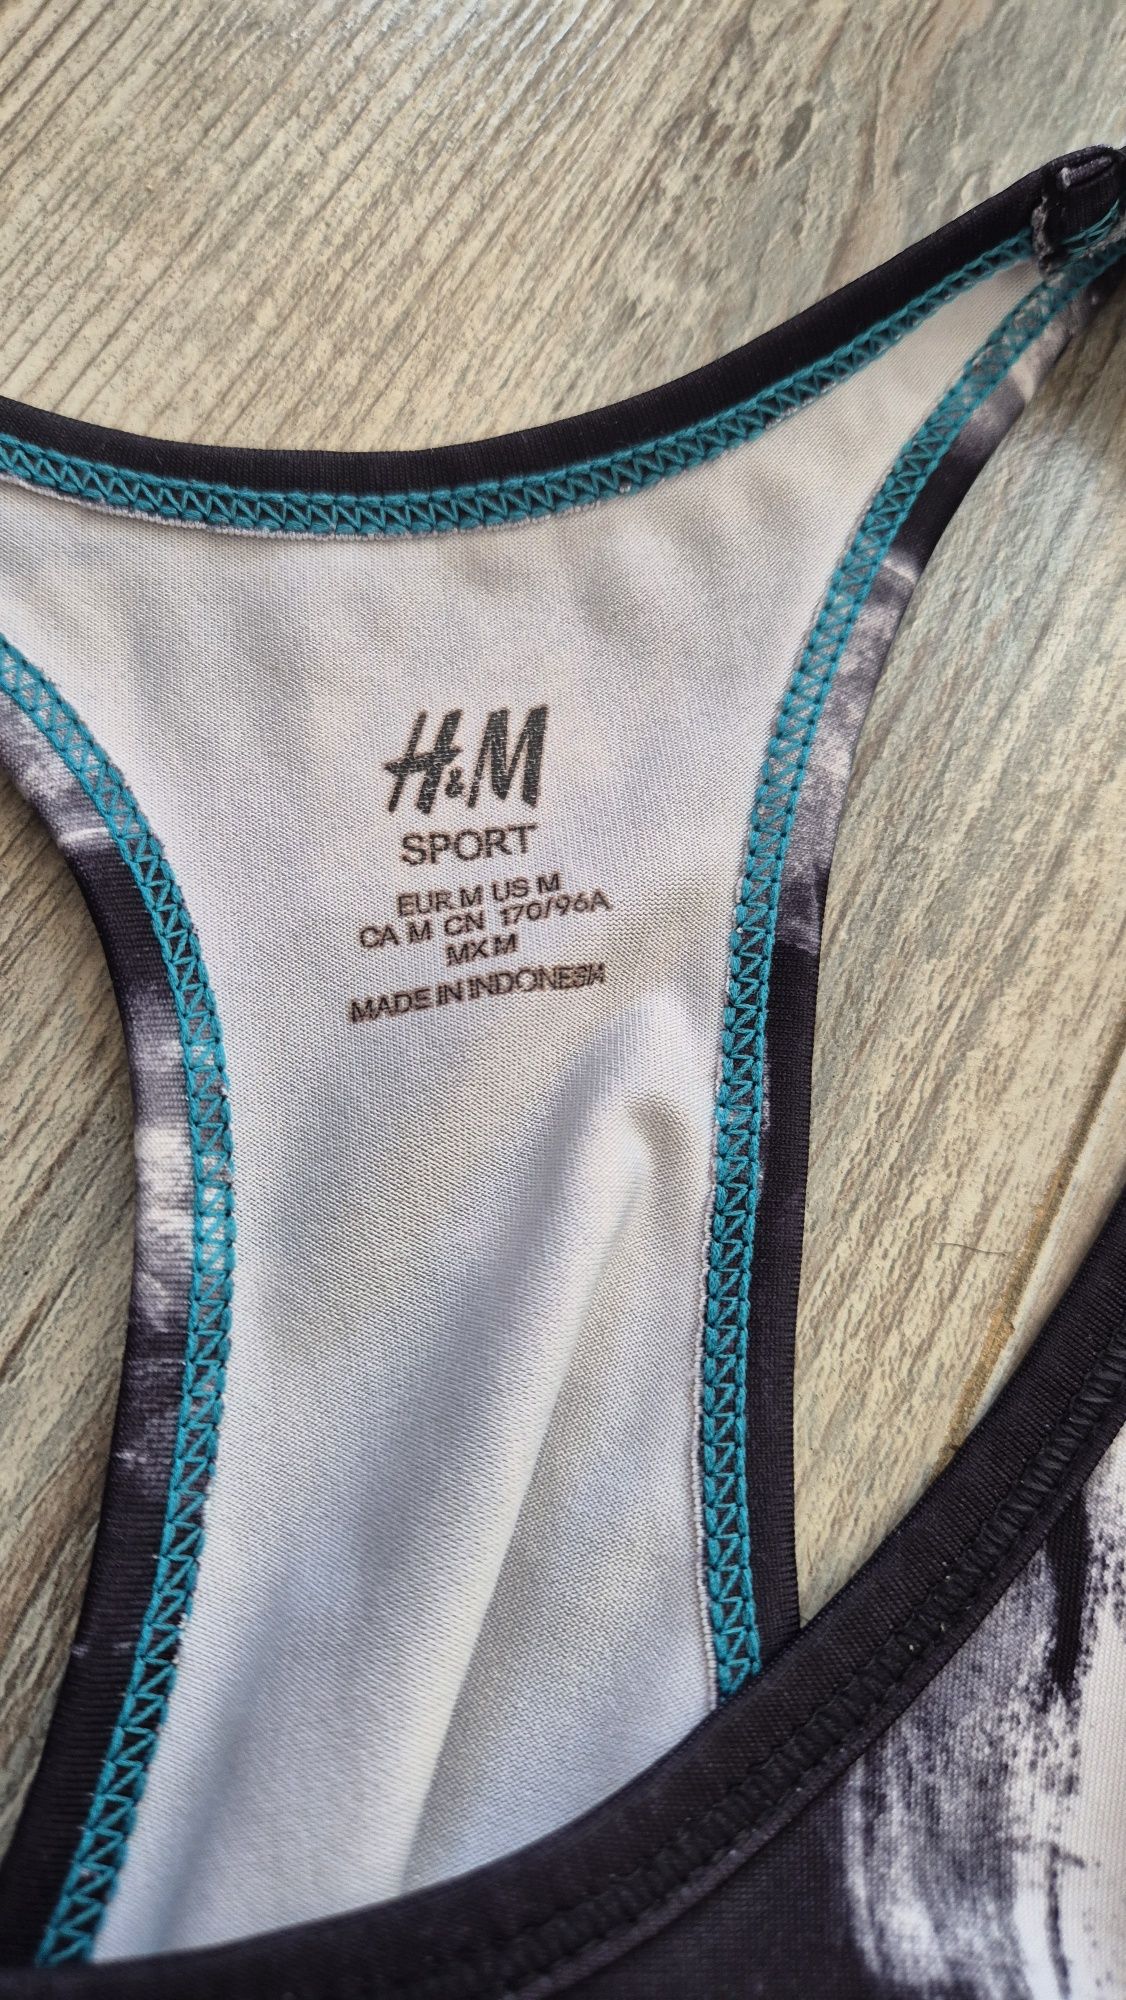 H&M
SPORT
EUR M US M
CA M CN 170/96A
MX M
MADE IN INDONESIA